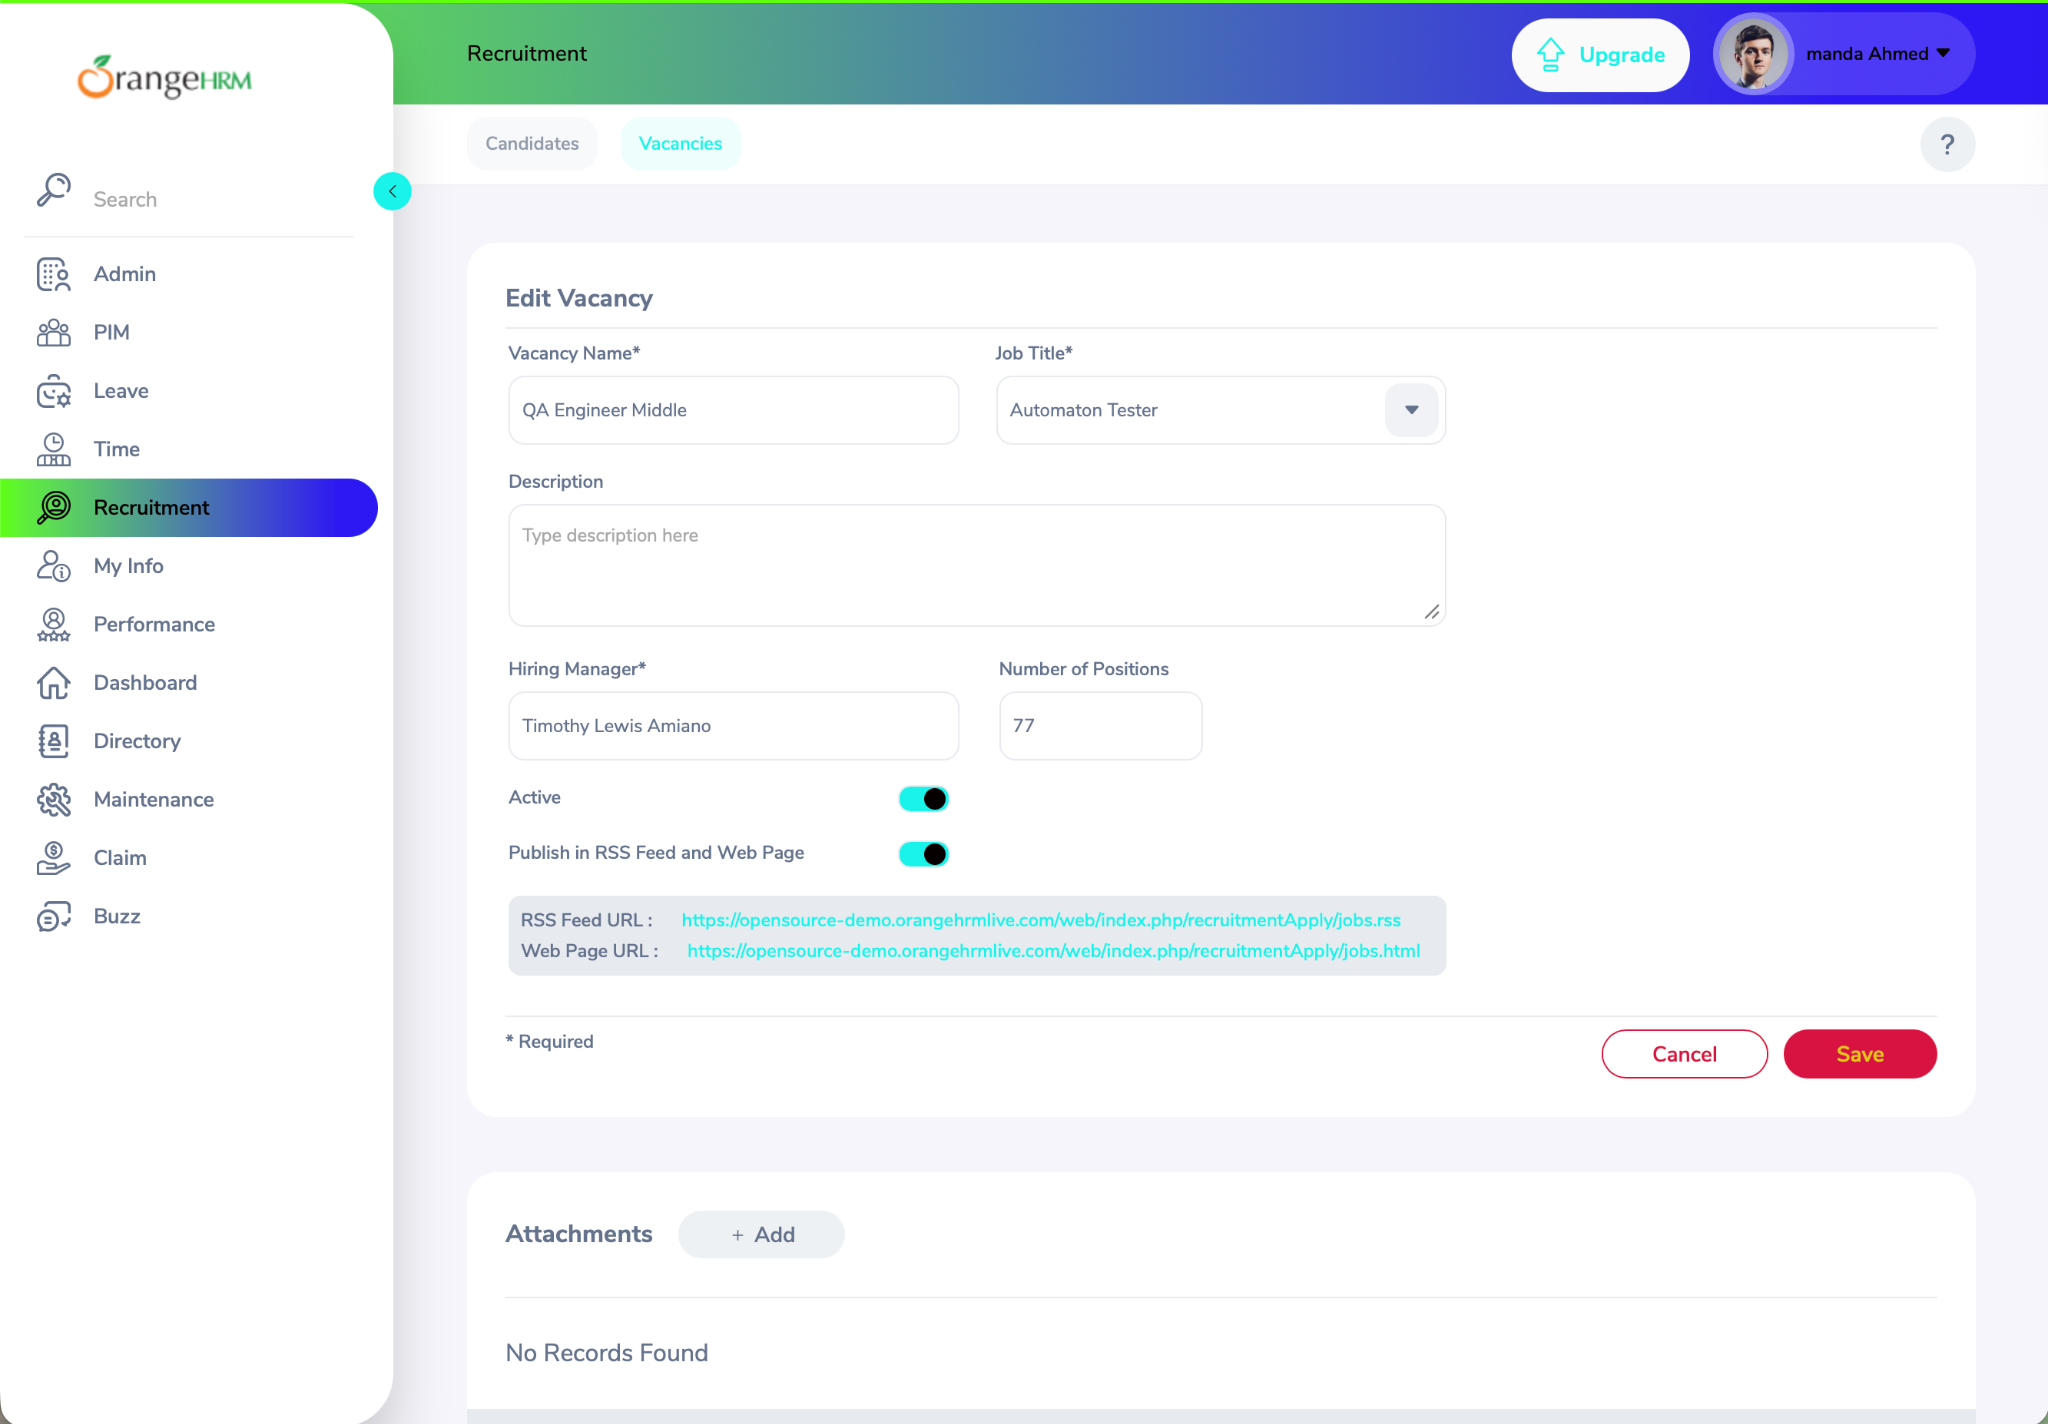 OrangeHRM
Recruitment
Upgrade
manda Ahmed
Candidates
Vacancies
?
Search
Admin
PIM
Leave
Time
Recruitment
My Info
Performance
Dashboard
Directory
Maintenance
Claim
Buzz
Edit Vacancy
Vacancy Name*
Job Title*
QA Engineer Middle
Automaton Tester
Description
Type description here
Hiring Manager*
Number of Positions
Timothy Lewis Amiano
77
Active
Publish in RSS Feed and Web Page
RSS Feed URL : https://opensource-demo.orangehrmlive.com/web/index.php/recruitmentApply/jobs.rss
Web Page URL : https://opensource-demo.orangehrmlive.com/web/index.php/recruitmentApply/jobs.html
* Required
Cancel
Save
Attachments
+ Add
No Records Found